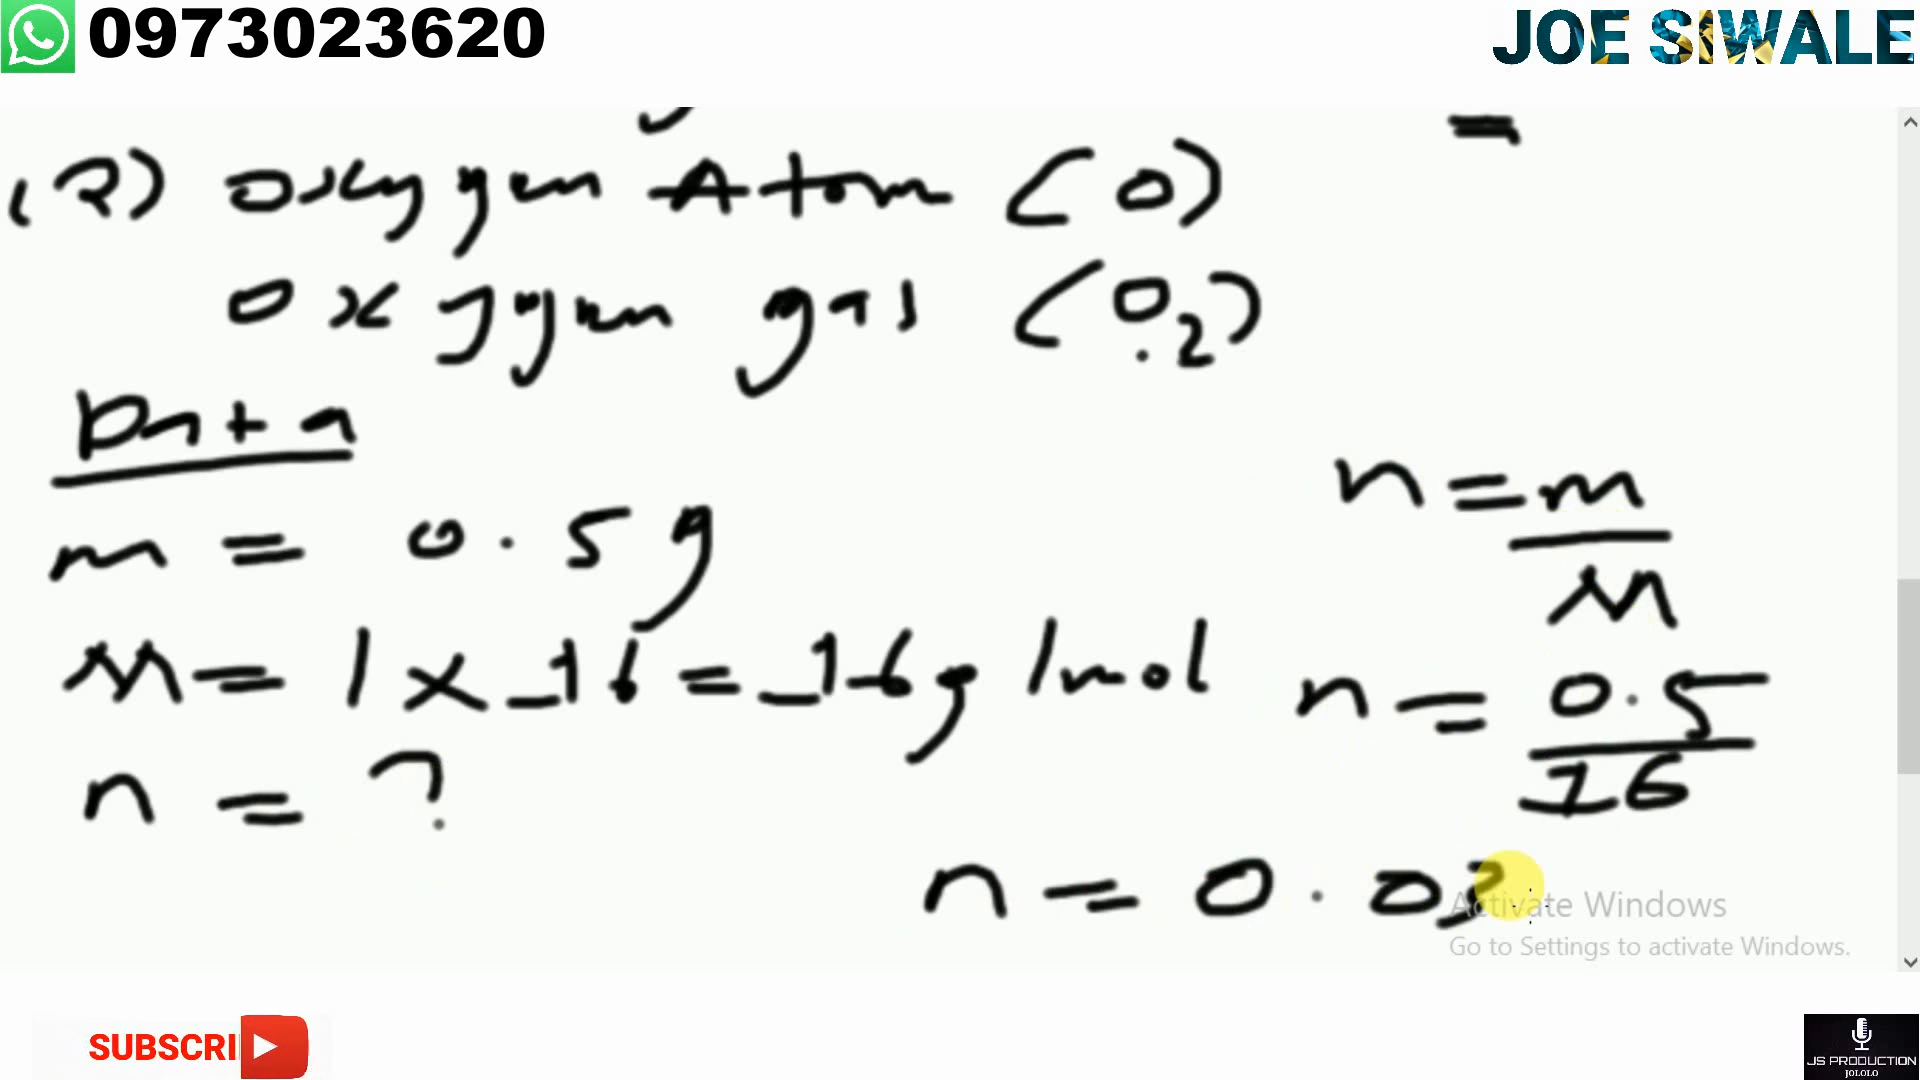 0973023620
JOE SIWALE
=
(2) oxygen Atom (O)
oxygen gas (O2)
Data
m = 0.5g
M = 1 x 16 = 16g/mol
n = ?
n = m/M
n = 0.5/16
n = 0.03
Activate Windows
Go to Settings to activate Windows.
SUBSCRI
JS PRODUCTION
JOLOLO